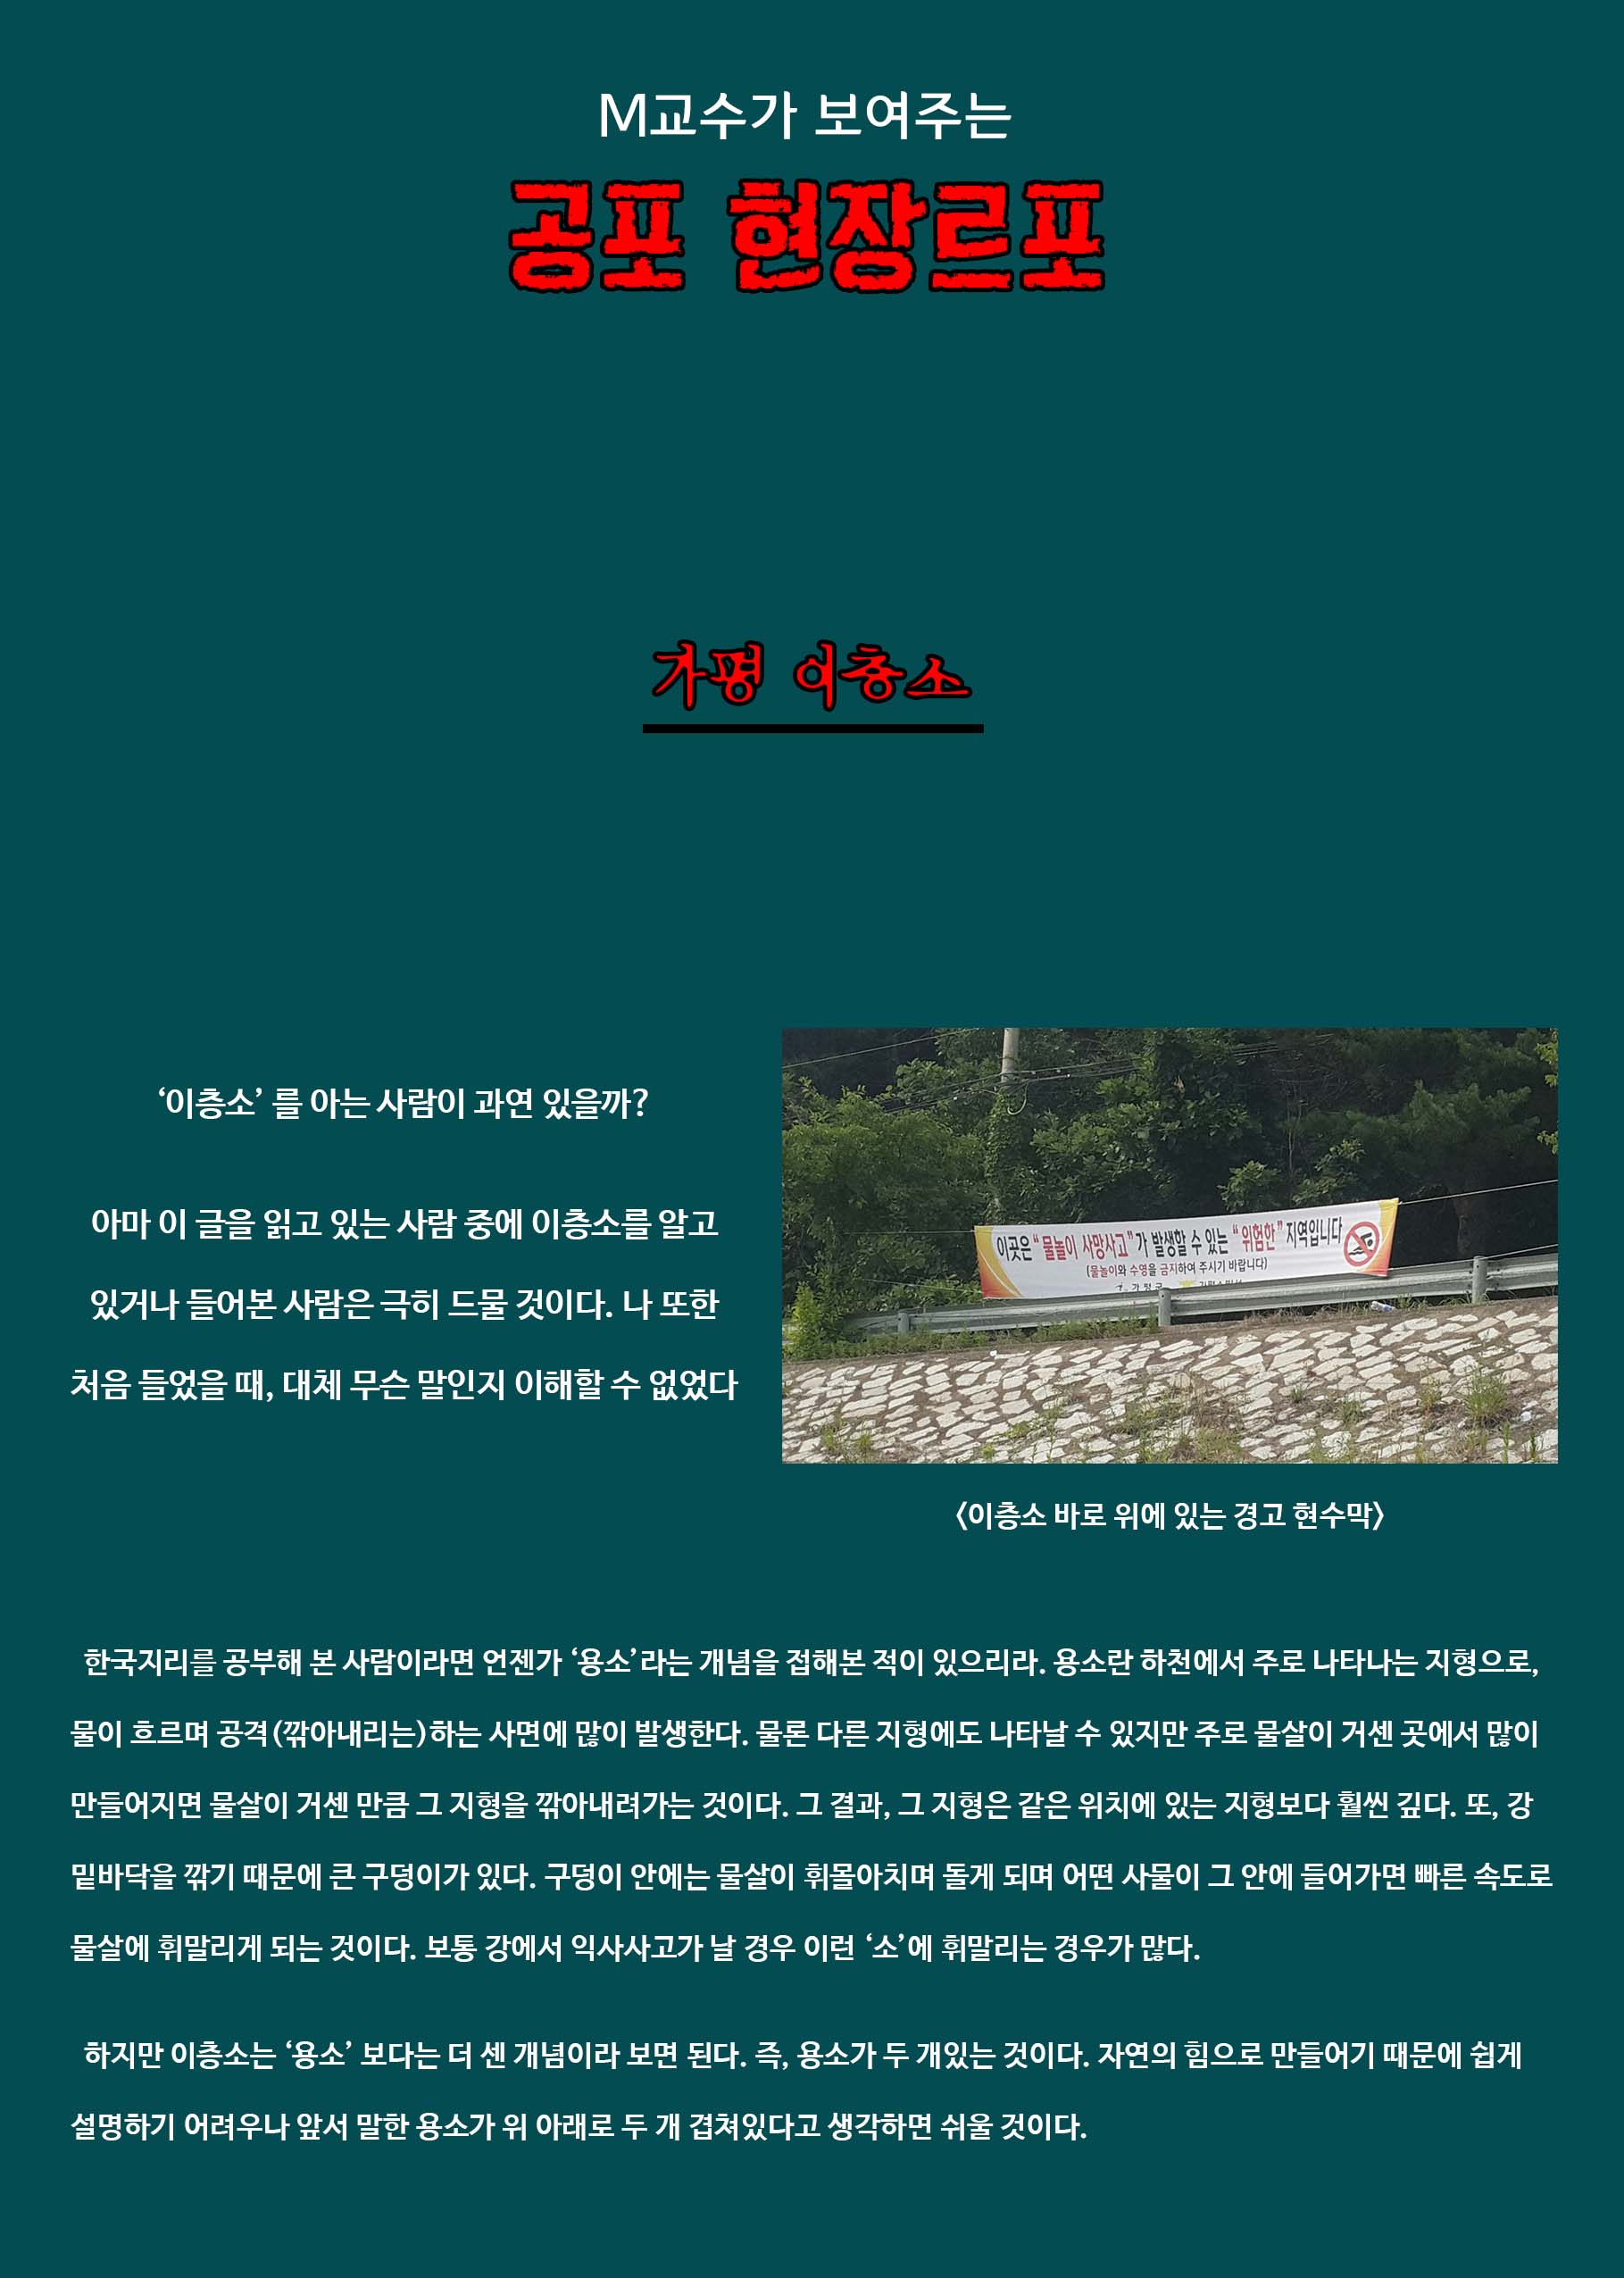 M교수가 보여주는
공포 현장르포
가평 이층소
‘이층소’ 를 아는 사람이 과연 있을까?
아마 이 글을 읽고 있는 사람 중에 이층소를 알고
있거나 들어본 사람은 극히 드물 것이다. 나 또한
처음 들었을 때, 대체 무슨 말인지 이해할 수 없었다
이곳은 “물놀이 사망사고”가 발생할 수 있는 “위험한” 지역입니다
(물놀이와 수영을 금지하여 주시기 바랍니다)
<이층소 바로 위에 있는 경고 현수막>
한국지리를 공부해 본 사람이라면 언젠가 ‘용소’라는 개념을 접해본 적이 있으리라. 용소란 하천에서 주로 나타나는 지형으로,
물이 흐르며 공격(깎아내리는)하는 사면에 많이 발생한다. 물론 다른 지형에도 나타날 수 있지만 주로 물살이 거센 곳에서 많이
만들어지면 물살이 거센 만큼 그 지형을 깎아내려가는 것이다. 그 결과, 그 지형은 같은 위치에 있는 지형보다 훨씬 깊다. 또, 강
밑바닥을 깎기 때문에 큰 구덩이가 있다. 구덩이 안에는 물살이 휘몰아치며 돌게 되며 어떤 사물이 그 안에 들어가면 빠른 속도로
물살에 휘말리게 되는 것이다. 보통 강에서 익사사고가 날 경우 이런 ‘소’에 휘말리는 경우가 많다.
하지만 이층소는 ‘용소’ 보다는 더 센 개념이라 보면 된다. 즉, 용소가 두 개있는 것이다. 자연의 힘으로 만들어기 때문에 쉽게
설명하기 어려우나 앞서 말한 용소가 위 아래로 두 개 겹쳐있다고 생각하면 쉬울 것이다.